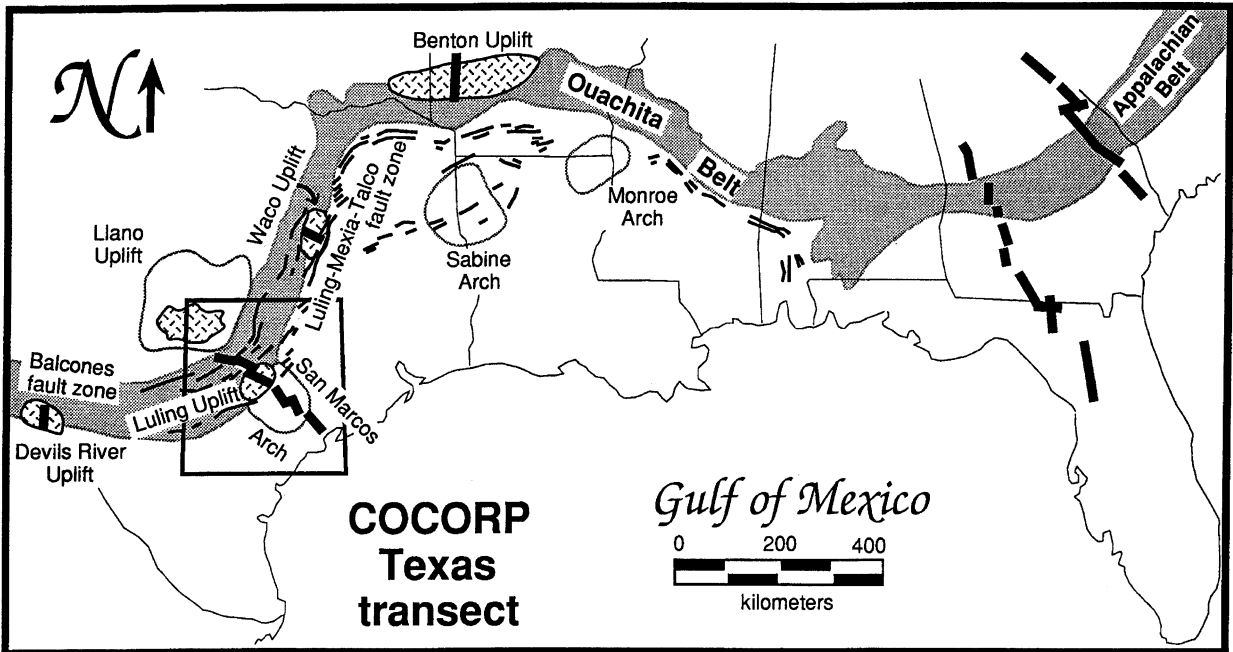 N
Benton Uplift
Ouachita
Belt
Appalachian
Belt
Waco Uplift
Luling-Mexia-Talco
fault zone
Monroe
Arch
Sabine
Arch
Llano
Uplift
Balcones
fault zone
Luling Uplift
San Marcos
Arch
Devils River
Uplift
COCORP
Texas
transect
Gulf of Mexico
0 200 400
kilometers